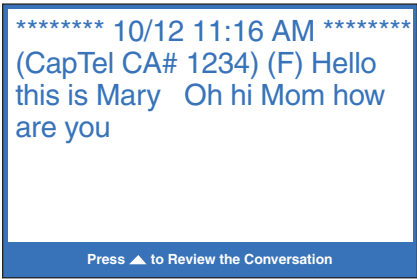 ******** 10/12 11:16 AM ********
(CapTel CA# 1234) (F) Hello
this is Mary   Oh hi Mom how
are you
Press ▲ to Review the Conversation